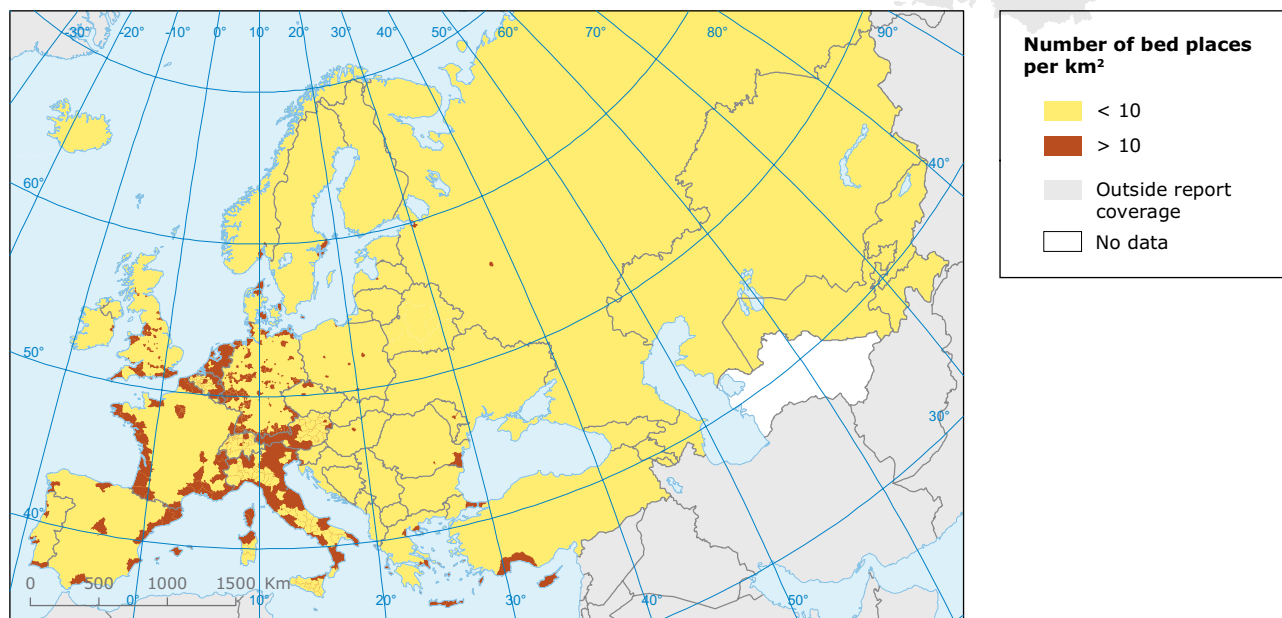 -30° -20° -10° 0° 10° 20° 30° 40° 50° 60° 70° 80° 90°
60°
50°
40°
40°
30°
0 500 1000 1500 Km
0° 10° 20° 30° 40° 50°
Number of bed places
per km²
< 10
> 10
Outside report
coverage
No data